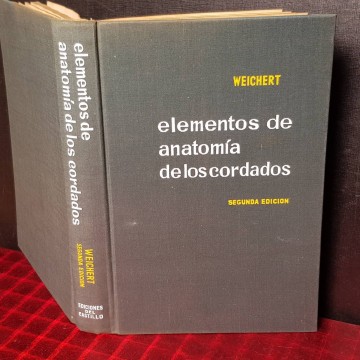 elementos de
anatomía de los cordados
WEICHERT
SEGUNDA EDICION
EDICIONES
DEL
CASTILLO
WEICHERT
elementos de
anatomía
delos cordados
SEGUNDA EDICION